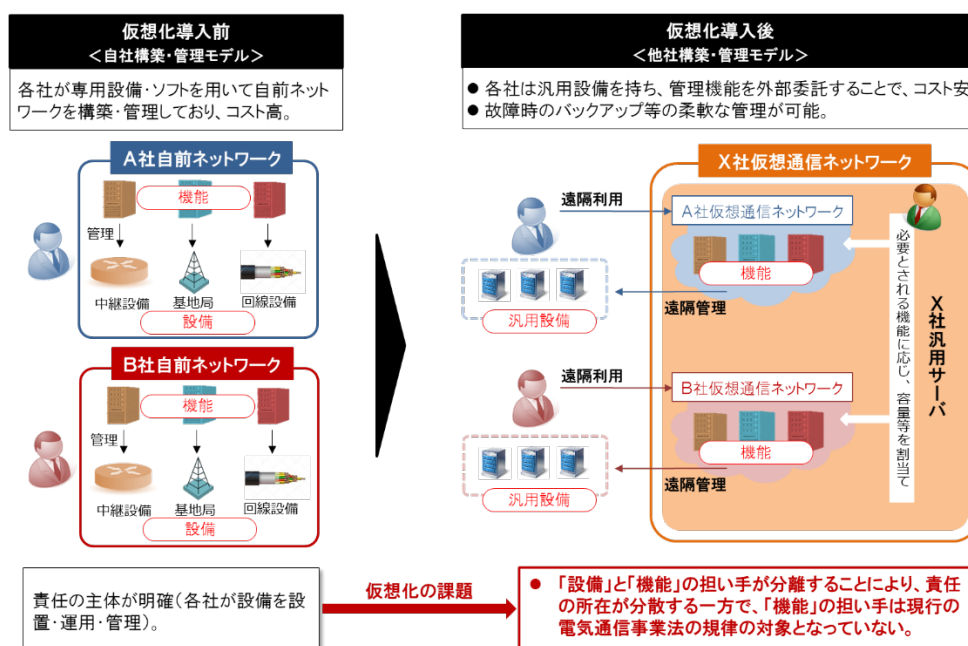 仮想化導入前
＜自社構築・管理モデル＞
各社が専用設備・ソフトを用いて自前ネット
ワークを構築・管理しており、コスト高。
A社自前ネットワーク
機能
管理
中継設備
基地局
回線設備
設備
B社自前ネットワーク
機能
管理
中継設備
基地局
回線設備
設備
責任の主体が明確（各社が設備を設
置・運用・管理）。
仮想化の課題
仮想化導入後
＜他社構築・管理モデル＞
● 各社は汎用設備を持ち、管理機能を外部委託することで、コスト安
● 故障時のバックアップ等の柔軟な管理が可能。
X社仮想通信ネットワーク
遠隔利用
A社仮想通信ネットワーク
機能
汎用設備
遠隔管理
遠隔利用
B社仮想通信ネットワーク
機能
汎用設備
遠隔管理
必要とされる機能に応じ、容量等を割当て
X社汎用サーバ
● 「設備」と「機能」の担い手が分離することにより、責任
の所在が分散する一方で、「機能」の担い手は現行の
電気通信事業法の規律の対象となっていない。